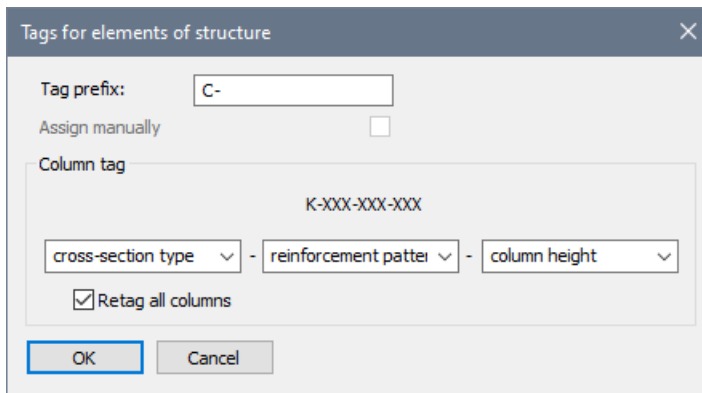 Tags for elements of structure
Tag prefix: C-
Assign manually
Column tag
K-XXX-XXX-XXX
cross-section type - reinforcement patter - column height
Retag all columns
OK Cancel